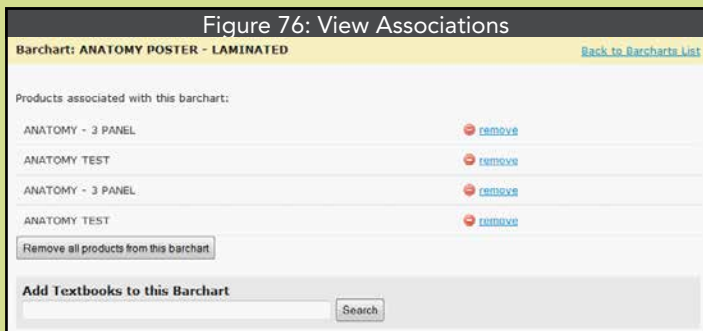 Figure 76: View Associations
Barchart: ANATOMY POSTER - LAMINATED Back to Barcharts List
Products associated with this barchart:
ANATOMY - 3 PANEL remove
ANATOMY TEST remove
ANATOMY - 3 PANEL remove
ANATOMY TEST remove
Remove all products from this barchart
Add Textbooks to this Barchart
Search